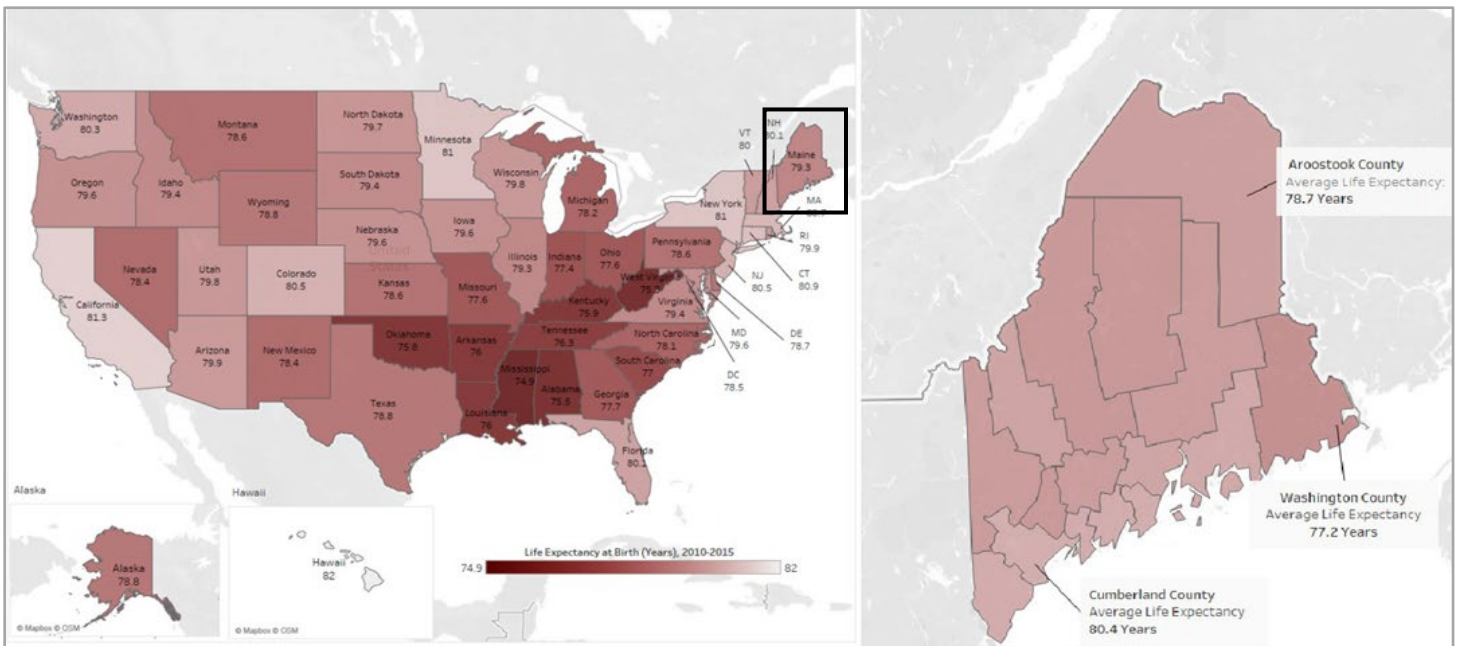 Washington
80.3
Montana
78.6
North Dakota
79.7
Minnesota
81
VT
80
NH
80.1
Maine
79.3
Oregon
79.6
Idaho
79.4
South Dakota
79.4
Wisconsin
79.8
Wyoming
78.8
Michigan
78.2
New York
81
MA
RI
79.9
Iowa
79.6
Nebraska
79.6
United
Pennsylvania
78.6
Nevada
78.4
Utah
79.8
Colorado
80.5
Illinois
79.3
Indiana
77.4
Ohio
77.6
NJ
80.5
CT
80.9
Kansas
78.6
Missouri
77.6
California
81.3
Kentucky
75.9
Virginia
79.4
MD
79.6
DE
78.7
Oklahoma
75.8
Arkansas
76
Tennessee
76.3
North Carolina
78.1
Arizona
79.9
New Mexico
78.4
South Carolina
77
Mississippi
74.9
Alabama
75.5
DC
78.5
Georgia
77.7
Texas
78.8
Louisiana
76
Florida
80.1
Alaska
Hawaii
Alaska
78.8
Hawaii
82
Life Expectancy at Birth (Years), 2010-2015
74.9
82
© Mapbox © OSM
© Mapbox © OSM
Aroostook County
Average Life Expectancy:
78.7 Years
Washington County
Average Life Expectancy
77.2 Years
Cumberland County
Average Life Expectancy
80.4 Years